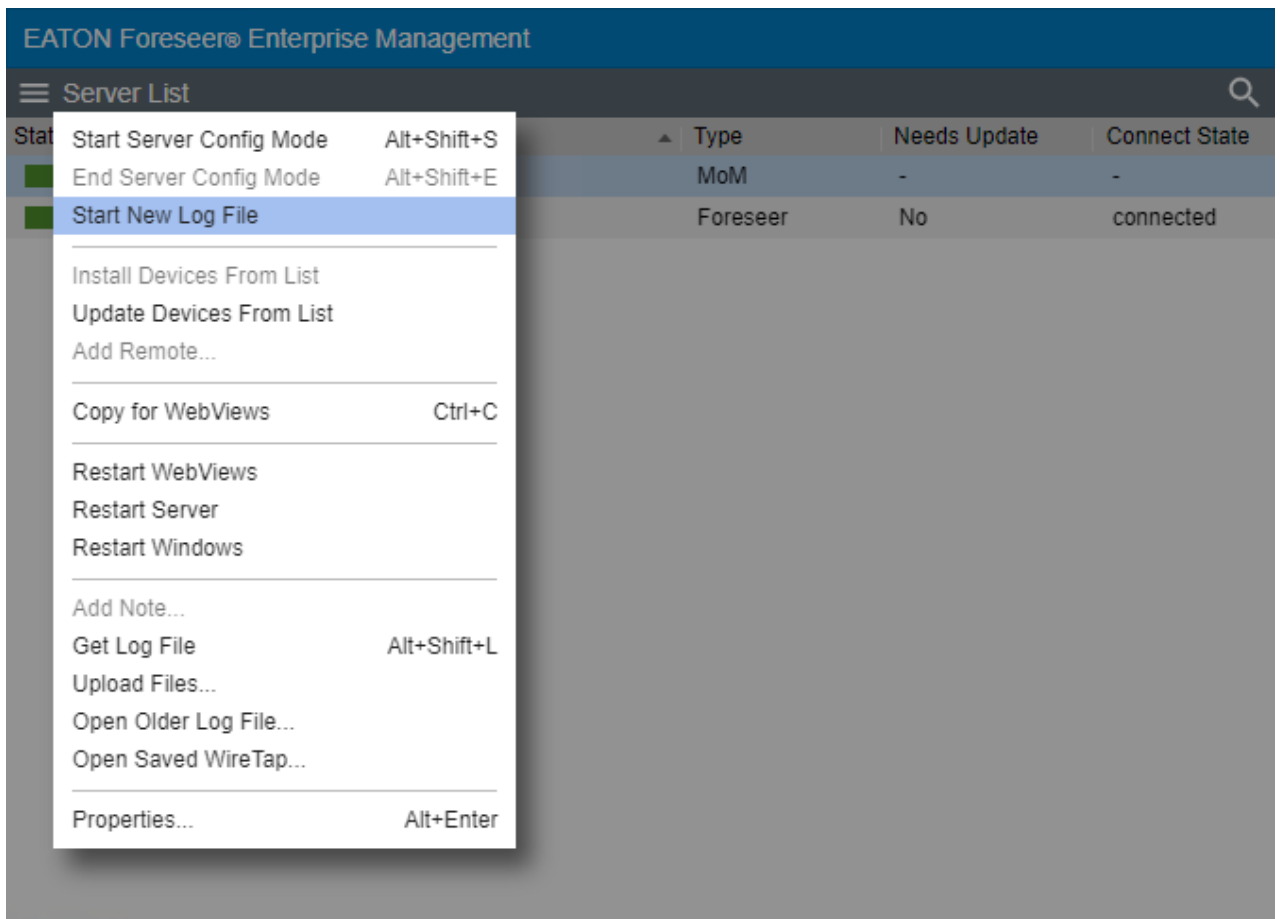 EATON Foreseer® Enterprise Management
Server List
Stat Type Needs Update Connect State
MoM - -
Foreseer No connected
Start Server Config Mode Alt+Shift+S
End Server Config Mode Alt+Shift+E
Start New Log File
Install Devices From List
Update Devices From List
Add Remote...
Copy for WebViews Ctrl+C
Restart WebViews
Restart Server
Restart Windows
Add Note...
Get Log File Alt+Shift+L
Upload Files...
Open Older Log File...
Open Saved WireTap...
Properties... Alt+Enter